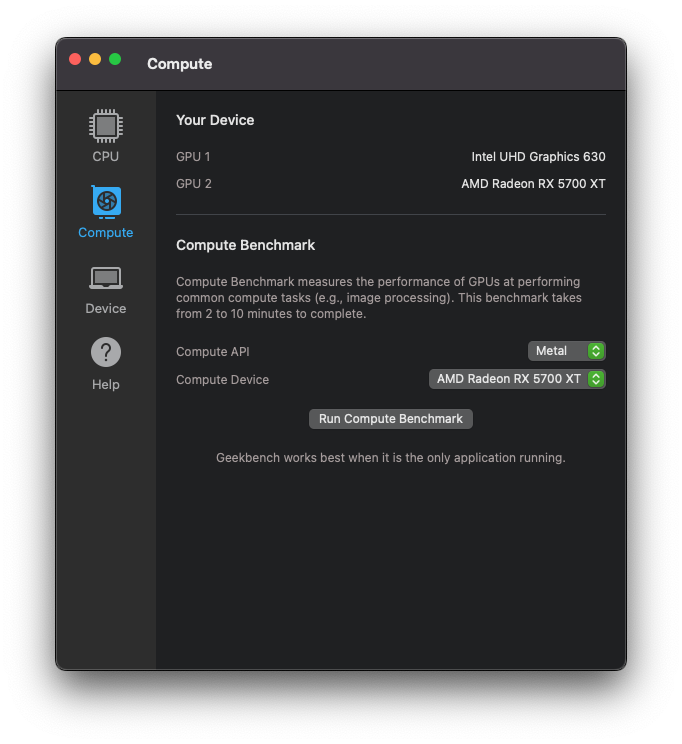 Compute
CPU
Compute
Device
Help
Your Device
GPU 1 Intel UHD Graphics 630
GPU 2 AMD Radeon RX 5700 XT
Compute Benchmark
Compute Benchmark measures the performance of GPUs at performing
common compute tasks (e.g., image processing). This benchmark takes
from 2 to 10 minutes to complete.
Compute API Metal
Compute Device AMD Radeon RX 5700 XT
Run Compute Benchmark
Geekbench works best when it is the only application running.